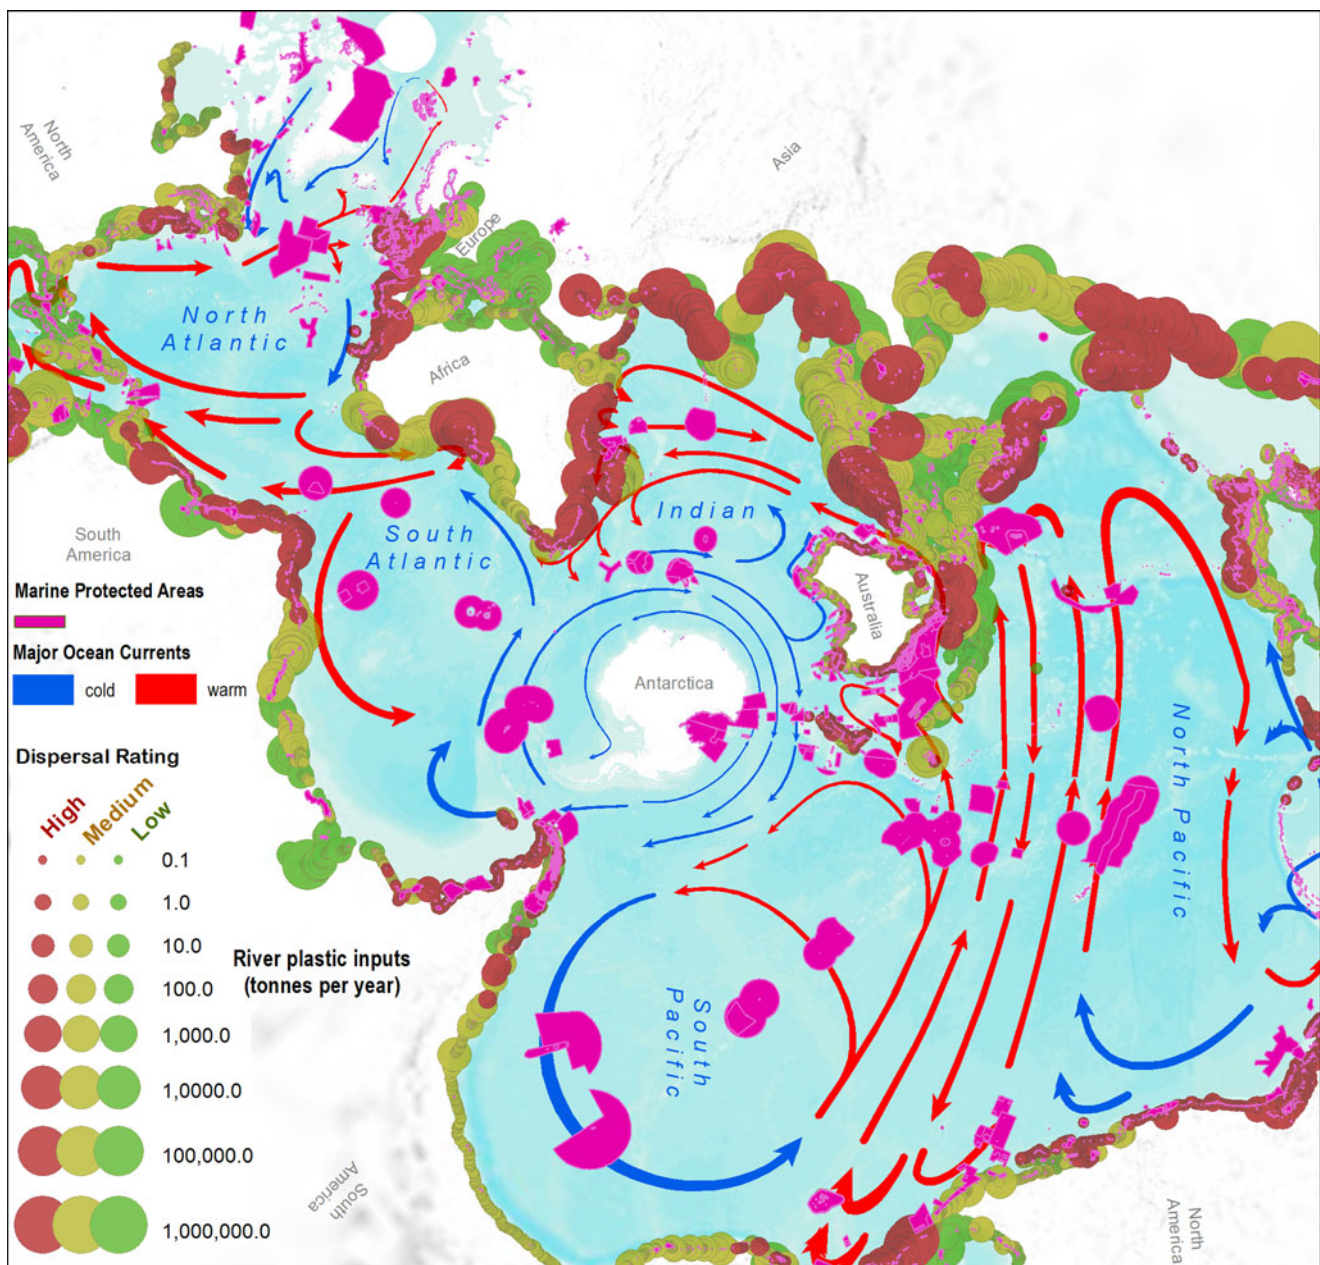 North
America
Asia
Europe
North
Atlantic
Africa
Indian
South
Atlantic
South
America
Australia
Antarctica
North Pacific
South
Pacific
South
America
North
America
Marine Protected Areas
Major Ocean Currents
cold
warm
Dispersal Rating
High
Medium
Low
0.1
1.0
10.0
100.0
1,000.0
1,0000.0
100,000.0
1,000,000.0
River plastic inputs
(tonnes per year)